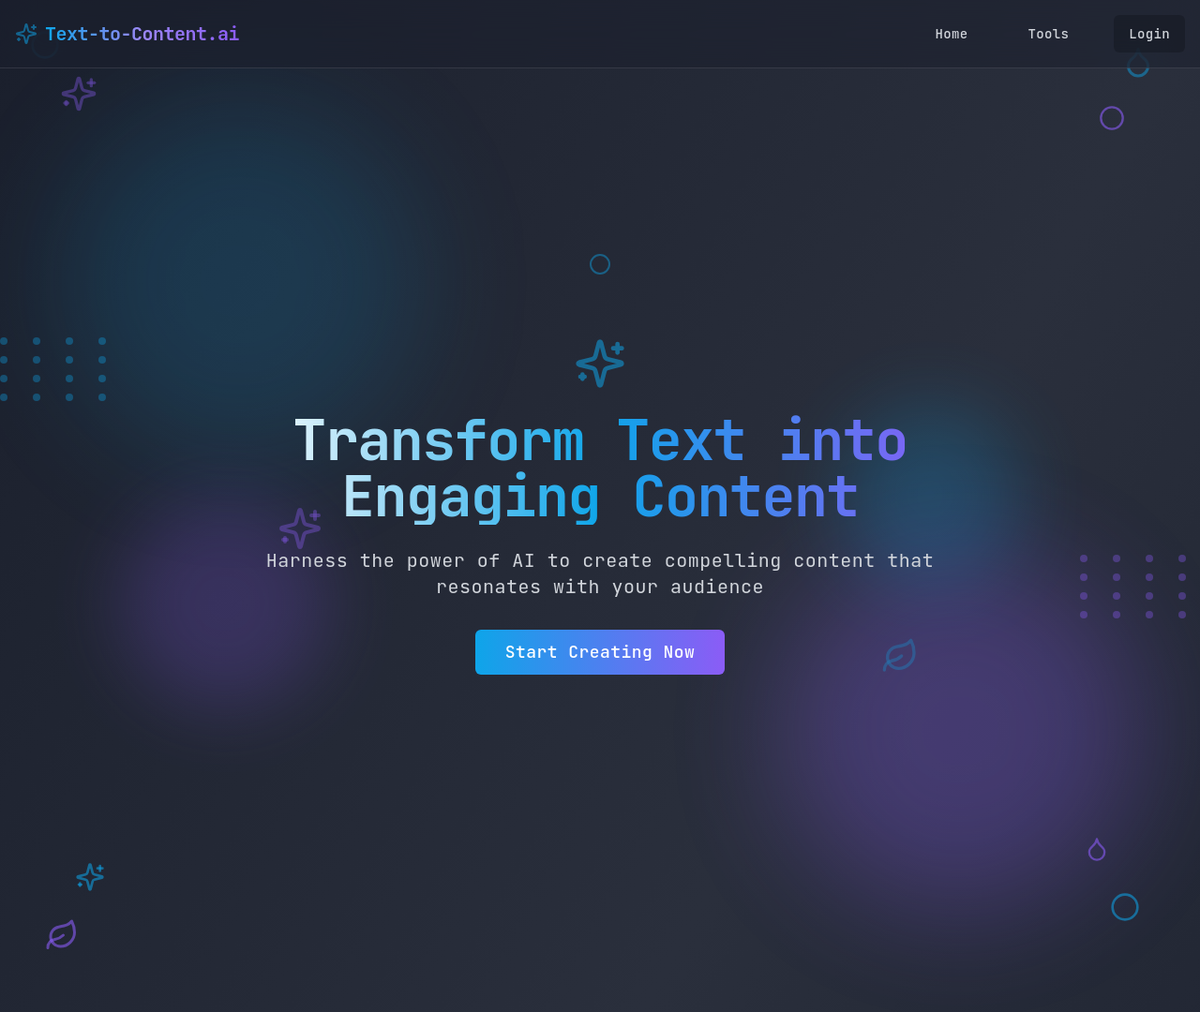 Text-to-Content.ai
Home
Tools
Login
Transform Text into
Engaging Content
Harness the power of AI to create compelling content that
resonates with your audience
Start Creating Now